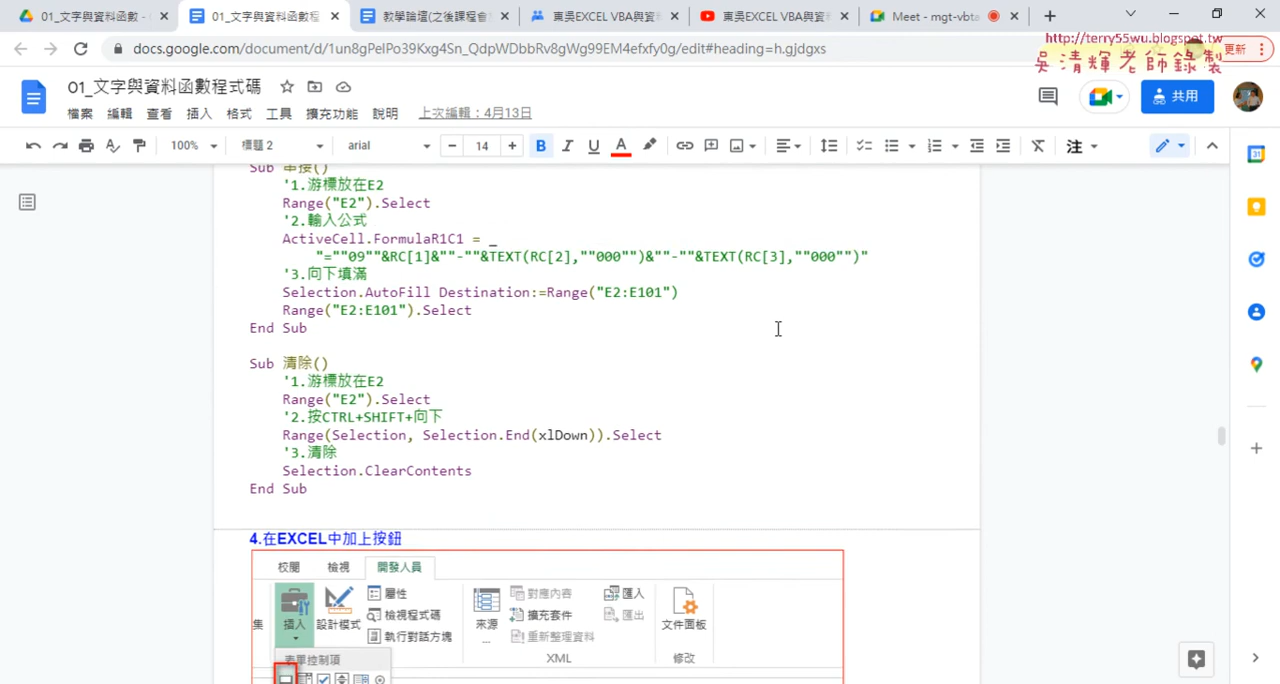 01_文字與資料函數 -
01_文字與資料函數程
教學論壇(之後課程會
東吳EXCEL VBA與資
東吳EXCEL VBA與資
Meet - mgt-vbta
docs.google.com/document/d/1un8gPelPo39Kxg4Sn_QdpWDbbRv8gWg99EM4efxfy0g/edit#heading=h.gjdgxs
更新
http://terry55wu.blogspot.tw
吳清輝老師錄製
01_文字與資料函數程式碼
檔案 編輯 查看 插入 格式 工具 擴充功能 說明 上次編輯：4月13日
共用
100% 標題 2 arial 14 B I U A 注
Sub 串接()
'1.游標放在E2
Range("E2").Select
'2.輸入公式
ActiveCell.FormulaR1C1 = _
"=""09""&RC[1]&""-""&TEXT(RC[2],""000"")&""-""&TEXT(RC[3],""000"")"
'3.向下填滿
Selection.AutoFill Destination:=Range("E2:E101")
Range("E2:E101").Select
End Sub
Sub 清除()
'1.游標放在E2
Range("E2").Select
'2.按CTRL+SHIFT+向下
Range(Selection, Selection.End(xlDown)).Select
'3.清除
Selection.ClearContents
End Sub
4.在EXCEL中加上按鈕
校閱 檢視 開發人員
集 插入 設計模式 屬性 檢視程式碼 執行對話方塊
來源 對應內容 擴充套件 重新整理資料 匯入 匯出
文件面板
XML 修改
表單控制項